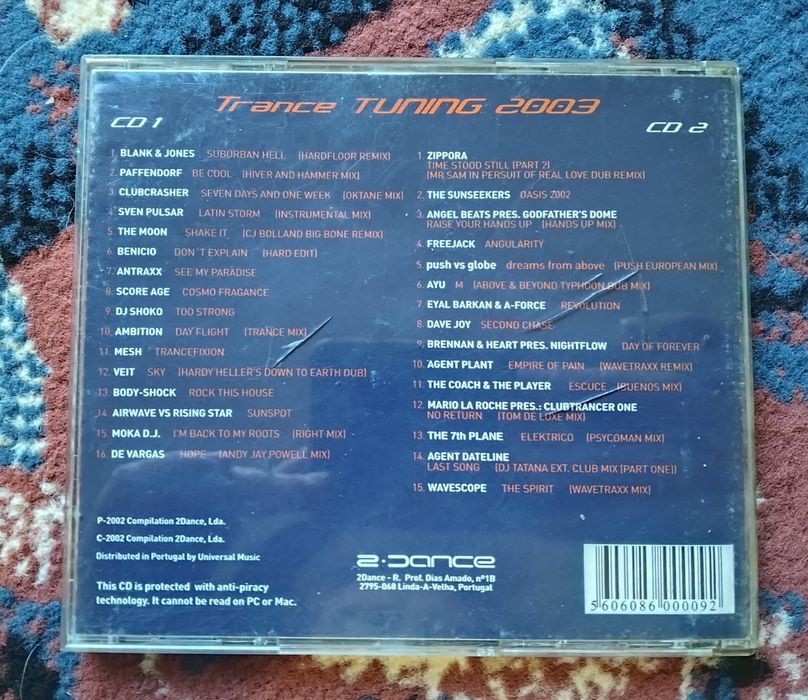 Trance TUNING 2003
CD 1
1. BLANK & JONES SUBURBAN HELL (HARDFLOOR REMIX)
2. PAFFENDORF BE COOL (HIVER AND HAMMER MIX)
3. CLUBCRASHER SEVEN DAYS AND ONE WEEK (OKTANE MIX)
4. SVEN PULSAR LATIN STORM (INSTRUMENTAL MIX)
5. THE MOON SHAKE IT (CJ BOLLAND BIG BONE REMIX)
6. BENICIO DON´T EXPLAIN (HARD EDIT)
7. ANTRAXX SEE MY PARADISE
8. SCORE AGE COSMO FRAGANCE
9. DJ SHOKO TOO STRONG
10. AMBITION DAY FLIGHT (TRANCE MIX)
11. MESH TRANCEFIXION
12. VEIT SKY (HARDY HELLER'S DOWN TO EARTH DUB)
13. BODY-SHOCK ROCK THIS HOUSE
14. AIRWAVE VS RISING STAR SUNSPOT
15. MOKA D.J. I'M BACK TO MY ROOTS (RIGHT MIX)
16. DE VARGAS HOPE (ANDY JAY POWELL MIX)
CD 2
1. ZIPPORA
TIME STOOD STILL (PART 2)
(MR.SAM IN PERSUIT OF REAL LOVE DUB REMIX)
2. THE SUNSEEKERS OASIS 2002
3. ANGEL BEATS PRES. GODFATHER'S DOME
RAISE YOUR HANDS UP (HANDS UP MIX)
4. FREEJACK ANGULARITY
5. push vs globe dreams from above (PUSH EUROPEAN MIX)
6. AYU M (ABOVE & BEYOND TYPHOON DUB MIX)
7. EYAL BARKAN & A-FORCE REVOLUTION
8. DAVE JOY SECOND CHASE
9. BRENNAN & HEART PRES. NIGHTFLOW DAY OF FOREVER
10. AGENT PLANT EMPIRE OF PAIN (WAVETRAXX REMIX)
11. THE COACH & THE PLAYER ESCUCE (BUENOS MIX)
12. MARIO LA ROCHE PRES.: CLUBTRANCER ONE
NO RETURN (TOM DE LUXE MIX)
13. THE 7th PLANE ELEKTRICO (PSYCOMAN MIX)
14. AGENT DATELINE
LAST SONG (DJ TATANA EXT. CLUB MIX (PART ONE))
15. WAVESCOPE THE SPIRIT (WAVETRAXX MIX)
P-2002 Compilation 2Dance, Lda.
C-2002 Compilation 2Dance, Lda.
Distributed in Portugal by Universal Music
This CD is protected with anti-piracy
technology. It cannot be read on PC or Mac.
2·Dance
2Dance - R. Prof. Dias Amado, nº1B
2795-068 Linda-A-Velha, Portugal
5 606086 000092